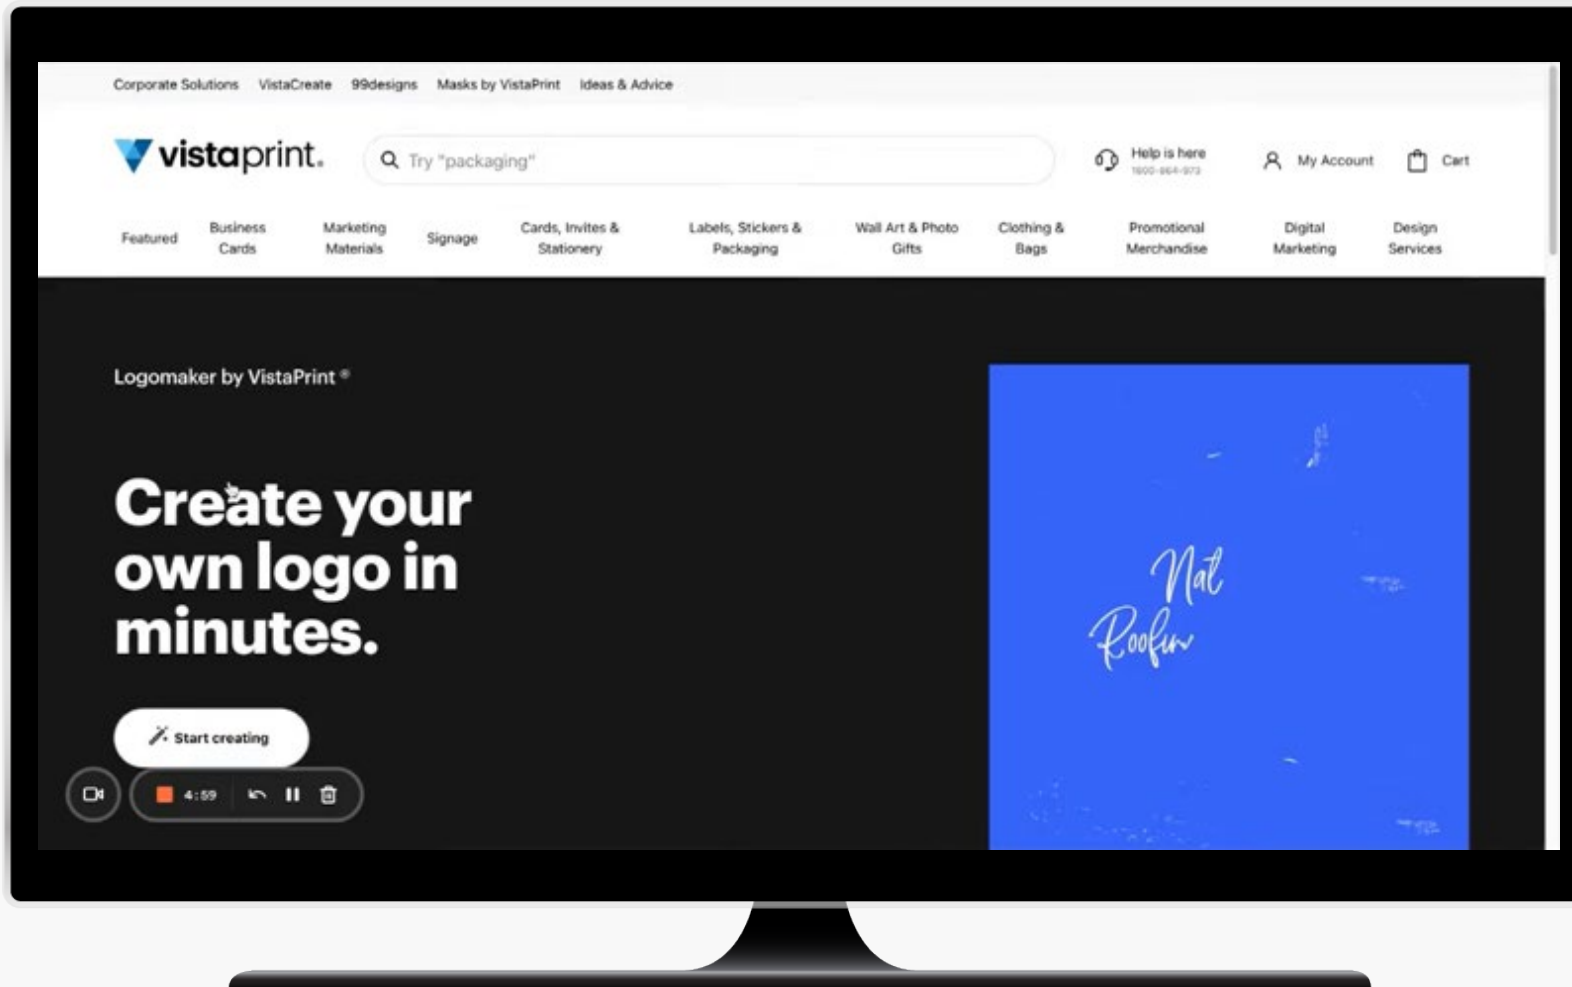 Corporate Solutions VistaCreate 99designs Masks by VistaPrint Ideas & Advice
vistaprint.
Try "packaging"
Help is here
1800-864-973
My Account
Cart
Featured
Business
Cards
Marketing
Materials
Signage
Cards, Invites &
Stationery
Labels, Stickers &
Packaging
Wall Art & Photo
Gifts
Clothing &
Bags
Promotional
Merchandise
Digital
Marketing
Design
Services
Logomaker by VistaPrint ®
Create your
own logo in
minutes.
Start creating
4:59
Nat
Roofin